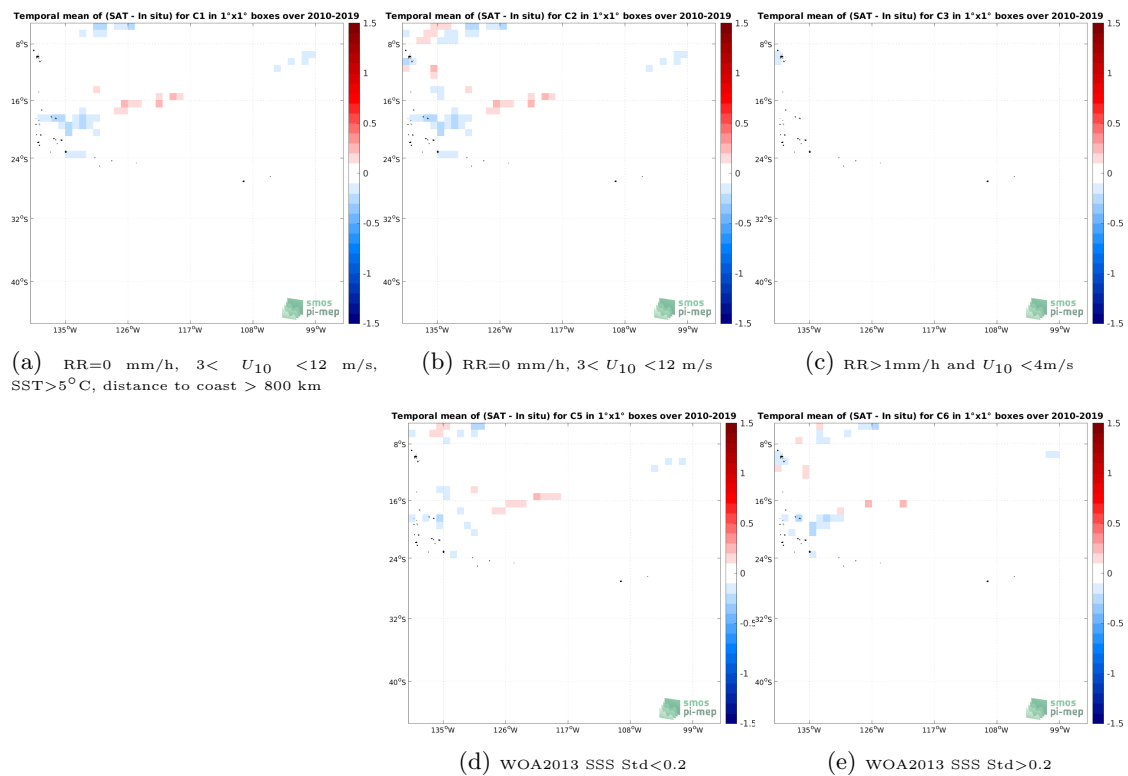 Temporal mean of (SAT - In situ) for C1 in 1°x1° boxes over 2010-2019
8°S
16°S
24°S
32°S
40°S
135°W 126°W 117°W 108°W 99°W
1.5
1
0.5
0
-0.5
-1
-1.5
smos
pi-mep
Temporal mean of (SAT - In situ) for C2 in 1°x1° boxes over 2010-2019
8°S
16°S
24°S
32°S
40°S
135°W 126°W 117°W 108°W 99°W
1.5
1
0.5
0
-0.5
-1
-1.5
smos
pi-mep
Temporal mean of (SAT - In situ) for C3 in 1°x1° boxes over 2010-2019
8°S
16°S
24°S
32°S
40°S
135°W 126°W 117°W 108°W 99°W
1.5
1
0.5
0
-0.5
-1
-1.5
smos
pi-mep
(a) RR=0 mm/h, 3< U10 <12 m/s,
SST>5°C, distance to coast > 800 km
(b) RR=0 mm/h, 3< U10 <12 m/s
(c) RR>1mm/h and U10 <4m/s
Temporal mean of (SAT - In situ) for C5 in 1°x1° boxes over 2010-2019
8°S
16°S
24°S
32°S
40°S
135°W 126°W 117°W 108°W 99°W
1.5
1
0.5
0
-0.5
-1
-1.5
smos
pi-mep
Temporal mean of (SAT - In situ) for C6 in 1°x1° boxes over 2010-2019
8°S
16°S
24°S
32°S
40°S
135°W 126°W 117°W 108°W 99°W
1.5
1
0.5
0
-0.5
-1
-1.5
smos
pi-mep
(d) WOA2013 SSS Std<0.2
(e) WOA2013 SSS Std>0.2